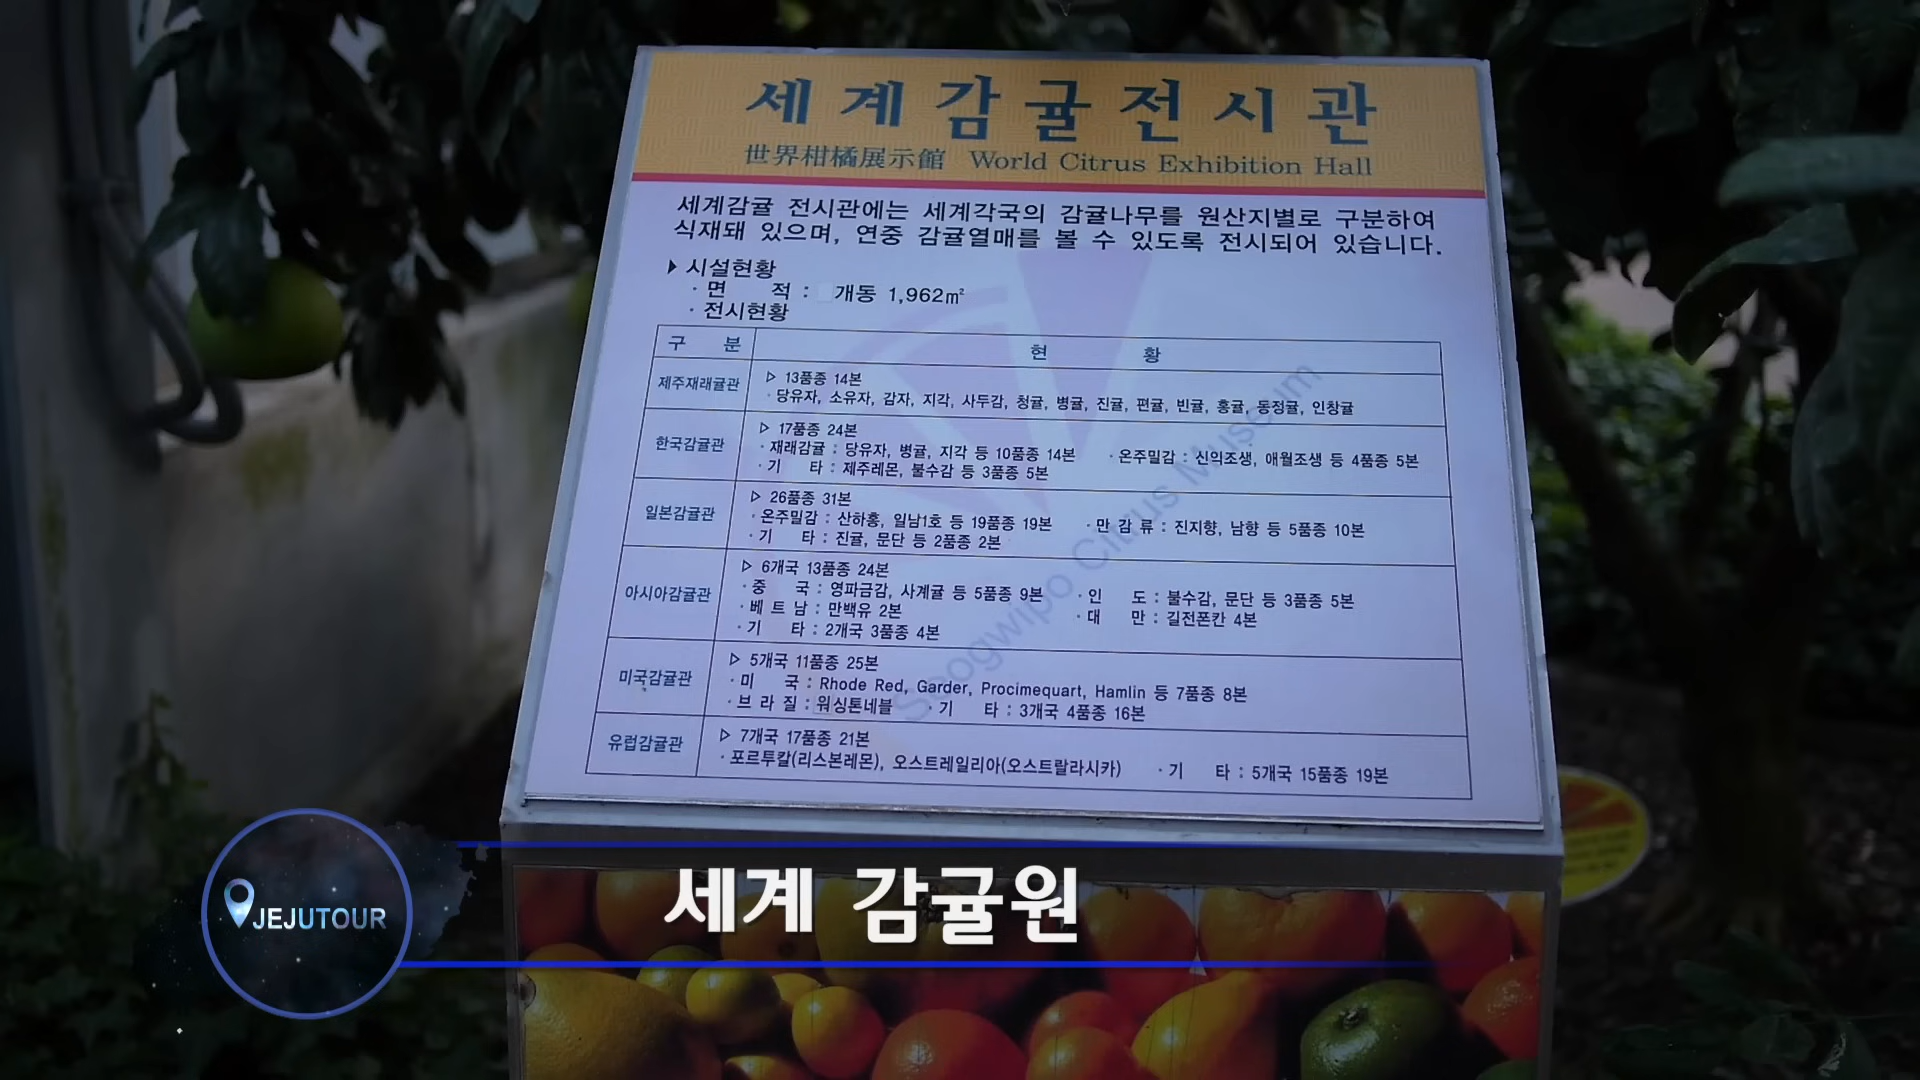 세계감귤전시관
世界柑橘展示館 World Citrus Exhibition Hall
세계감귤 전시관에는 세계각국의 감귤나무를 원산지별로 구분하여
식재돼 있으며, 연중 감귤열매를 볼 수 있도록 전시되어 있습니다.
▶ 시설현황
· 면 적 : 개동 1,962㎡
· 전시현황
구 분 현 황
제주재래귤관 ▷ 13품종 14본
· 당유자, 소유자, 감자, 지각, 사두감, 청귤, 병귤, 진귤, 편귤, 빈귤, 홍귤, 동정귤, 인창귤
한국감귤관 ▷ 17품종 24본
· 재래감귤 : 당유자, 병귤, 지각 등 10품종 14본 · 온주밀감 : 신익조생, 애월조생 등 4품종 5본
· 기 타 : 제주레몬, 불수감 등 3품종 5본
일본감귤관 ▷ 26품종 31본
· 온주밀감 : 산하홍, 일남1호 등 19품종 19본 · 만 감 류 : 진지향, 남향 등 5품종 10본
· 기 타 : 진귤, 문단 등 2품종 2본
아시아감귤관 ▷ 6개국 13품종 24본
· 중 국 : 영파금감, 사계귤 등 5품종 9본 · 인 도 : 불수감, 문단 등 3품종 5본
· 베 트 남 : 만백유 2본 · 대 만 : 길전폰칸 4본
· 기 타 : 2개국 3품종 4본
미국감귤관 ▷ 5개국 11품종 25본
· 미 국 : Rhode Red, Garder, Procimequart, Hamlin 등 7품종 8본
· 브 라 질 : 워싱톤네블 · 기 타 : 3개국 4품종 16본
유럽감귤관 ▷ 7개국 17품종 21본
· 포르투칼(리스본레몬), 오스트레일리아(오스트랄라시카) · 기 타 : 5개국 15품종 19본
Seogwipo Citrus Museum
세계 감귤원
JEJUTOUR